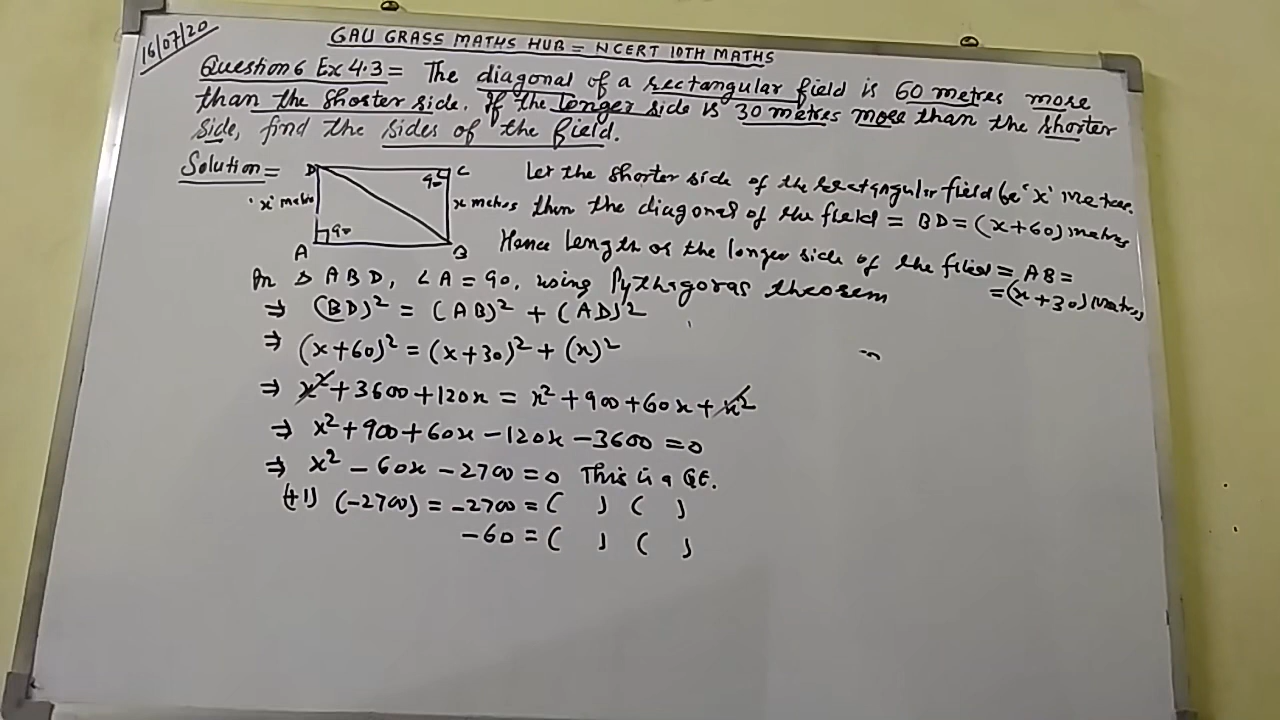 16/07/20
GAU GRASS MATHS HUB = NCERT 10TH MATHS
Question 6 Ex 4.3 = The diagonal of a rectangular field is 60 metres more
than the shorter side. If the longer side is 30 metres more than the shorter
side, find the sides of the field.
Solution =
D C
90
'x' metres x metres
90
A B
Let the shorter side of the rectangular field be 'x' metres.
then the diagonal of the field = BD = (x+60) metres
Hence length of the longer side of the filed = AB =
= (x+30) metres
In △ ABD, ∠A = 90, using Pythagoras theorem
⇒ (BD)² = (AB)² + (AD)²
⇒ (x+60)² = (x+30)² + (x)²
⇒ x² + 3600 + 120x = x² + 900 + 60x + x²
⇒ x² + 900 + 60x - 120x - 3600 = 0
⇒ x² - 60x - 2700 = 0 This is a QE.
(+1) (-2700) = -2700 = ( ) ( )
-60 = ( ) ( )